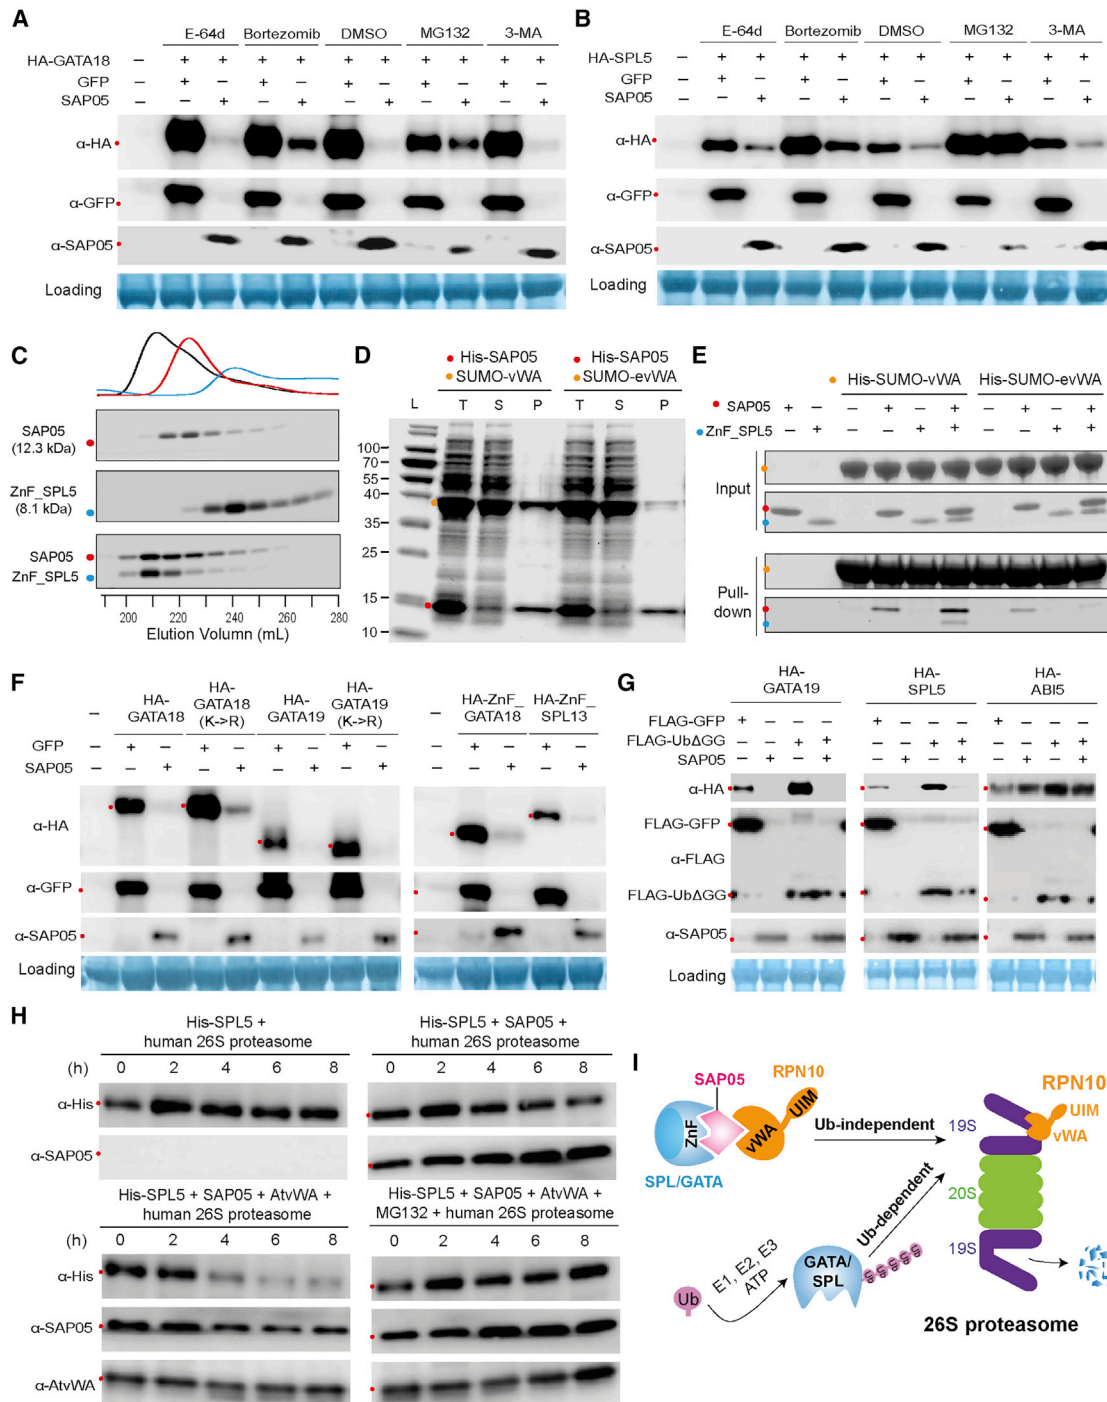 A
E-64d Bortezomib DMSO MG132 3-MA
HA-GATA18 – + + + + + + + + + +
GFP – + – + – + – + – + –
SAP05 – – + – + – + – + – +
α-HA
α-GFP
α-SAP05
Loading
B
E-64d Bortezomib DMSO MG132 3-MA
HA-SPL5 – + + + + + + + + + +
GFP – + – + – + – + – + –
SAP05 – – + – + – + – + – +
α-HA
α-GFP
α-SAP05
Loading
C
SAP05
(12.3 kDa)
ZnF_SPL5
(8.1 kDa)
SAP05
ZnF_SPL5
200 220 240 260 280
Elution Volumn (mL)
D
His-SAP05 His-SAP05
SUMO-vWA SUMO-evWA
L T S P T S P
100
70
55
40
35
25
15
10
E
His-SUMO-vWA His-SUMO-evWA
SAP05 + – – + – + – + – +
ZnF_SPL5 – + – – + + – – + +
Input
Pull-
down
F
HA-
GATA18
HA-
GATA18
(K->R)
HA-
GATA19
HA-
GATA19
(K->R)
HA-ZnF_
GATA18
HA-ZnF_
SPL13
GFP – + – + – + – + – – + – + –
SAP05 – – + – + – + – + – – + – +
α-HA
α-GFP
α-SAP05
Loading
G
HA-
GATA19
HA-
SPL5
HA-
ABI5
FLAG-GFP + – – – + – – – + – – –
FLAG-UbΔGG – – + + – – + + – – + +
SAP05 – + – + – + – + – + – +
α-HA
FLAG-GFP
α-FLAG
FLAG-UbΔGG
α-SAP05
Loading
H
His-SPL5 +
human 26S proteasome
(h) 0 2 4 6 8
α-His
α-SAP05
His-SPL5 + SAP05 +
human 26S proteasome
0 2 4 6 8
His-SPL5 + SAP05 + AtvWA +
human 26S proteasome
(h) 0 2 4 6 8
α-His
α-SAP05
α-AtvWA
His-SPL5 + SAP05 + AtvWA +
MG132 + human 26S proteasome
0 2 4 6 8
I
SAP05
RPN10
ZnF
vWA
UIM
SPL/GATA
Ub-independent
RPN10
UIM
vWA
19S
20S
19S
Ub-dependent
E1, E2, E3
ATP
Ub
GATA/
SPL
26S proteasome